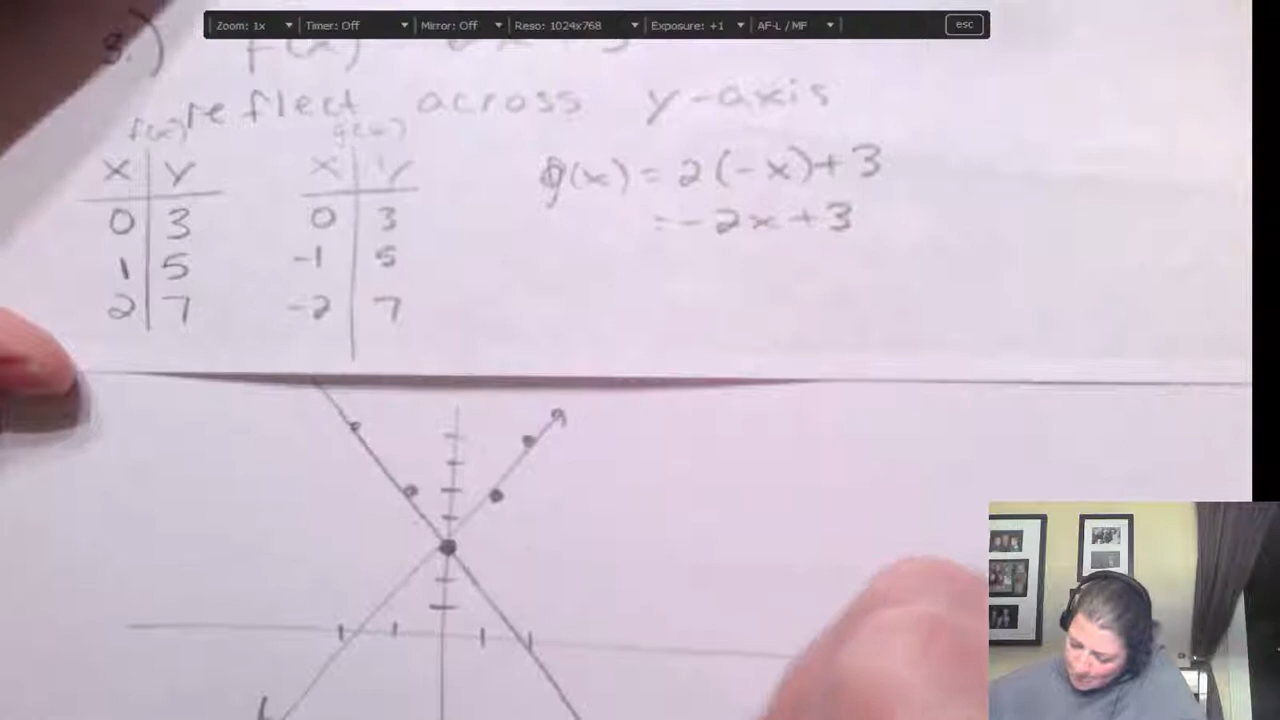 Zoom: 1x Timer: Off Mirror: Off Reso: 1024x768 Exposure: +1 AF-L / MF esc
8.) f(x)
reflect across y-axis
f(x) g(x)
X Y X Y
0 3 0 3
1 5 -1 5
2 7 -2 7
g(x) = 2(-x)+3
=-2x+3